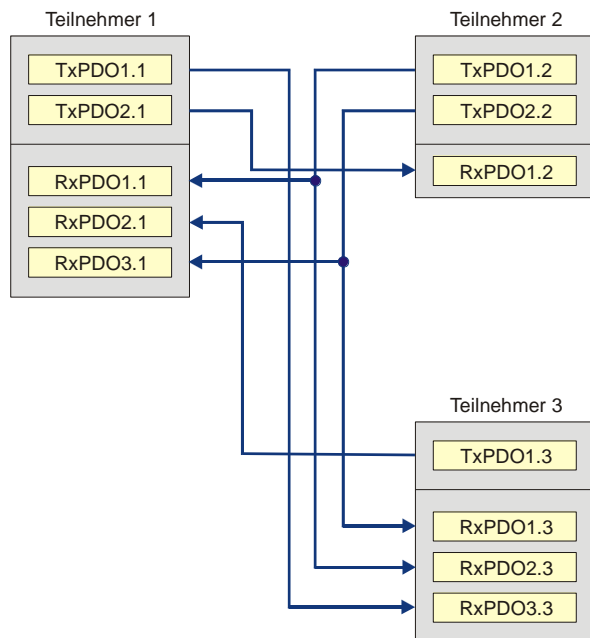 Teilnehmer 1
TxPDO1.1
TxPDO2.1
RxPDO1.1
RxPDO2.1
RxPDO3.1
Teilnehmer 2
TxPDO1.2
TxPDO2.2
RxPDO1.2
Teilnehmer 3
TxPDO1.3
RxPDO1.3
RxPDO2.3
RxPDO3.3